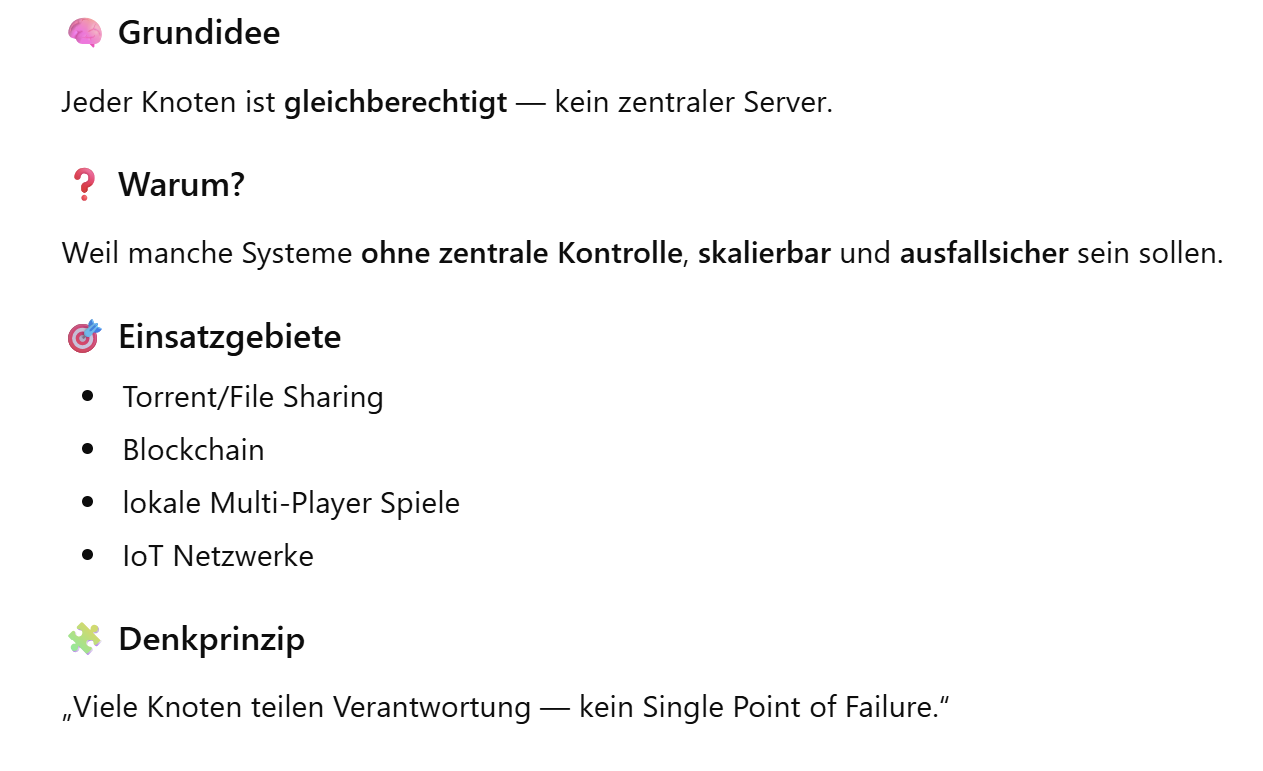 Grundidee
Jeder Knoten ist gleichberechtigt — kein zentraler Server.
Warum?
Weil manche Systeme ohne zentrale Kontrolle, skalierbar und ausfallsicher sein sollen.
Einsatzgebiete
• Torrent/File Sharing
• Blockchain
• lokale Multi-Player Spiele
• IoT Netzwerke
Denkprinzip
„Viele Knoten teilen Verantwortung — kein Single Point of Failure.“